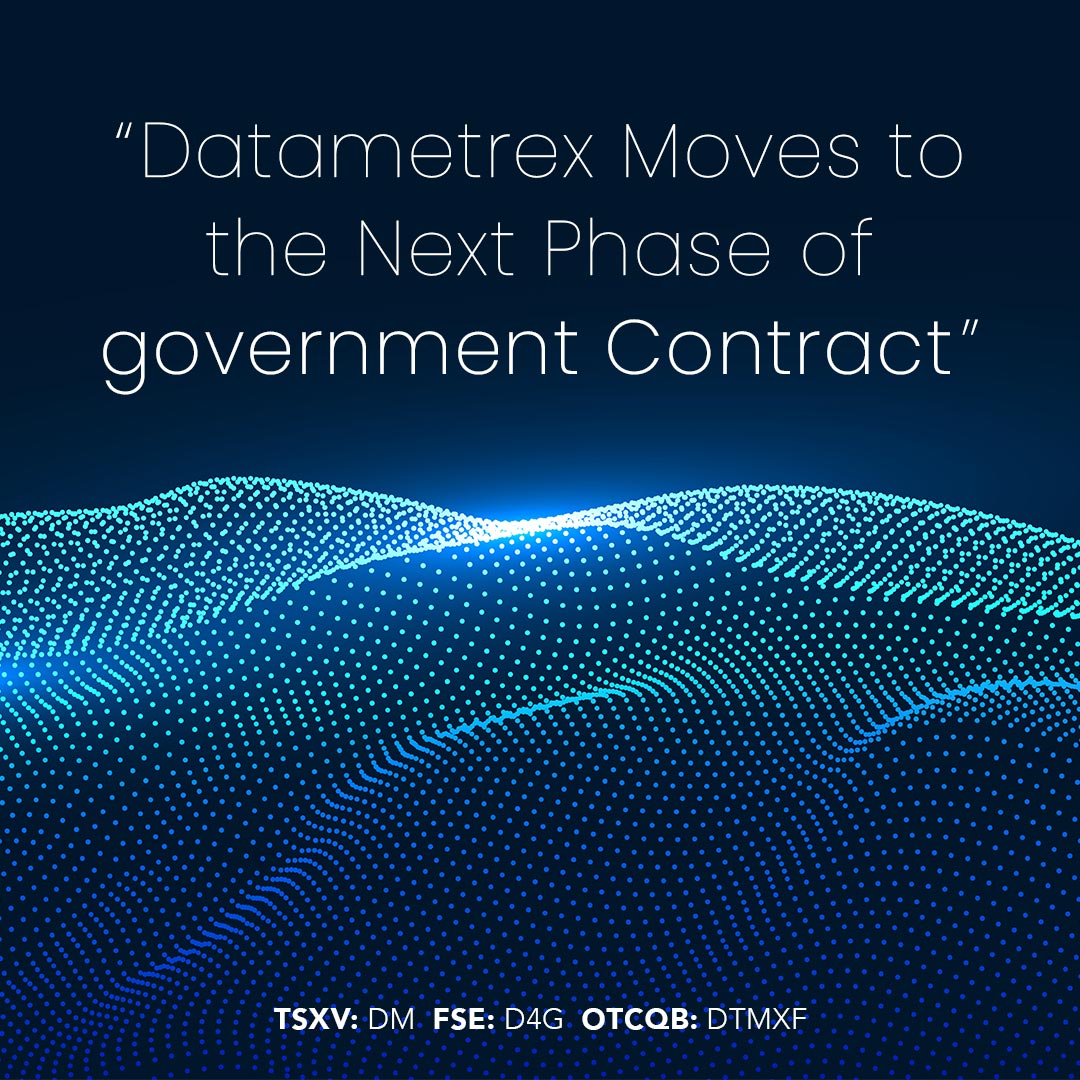 “Datametrex Moves to
the Next Phase of
government Contract”
TSXV: DM FSE: D4G OTCQB: DTMXF